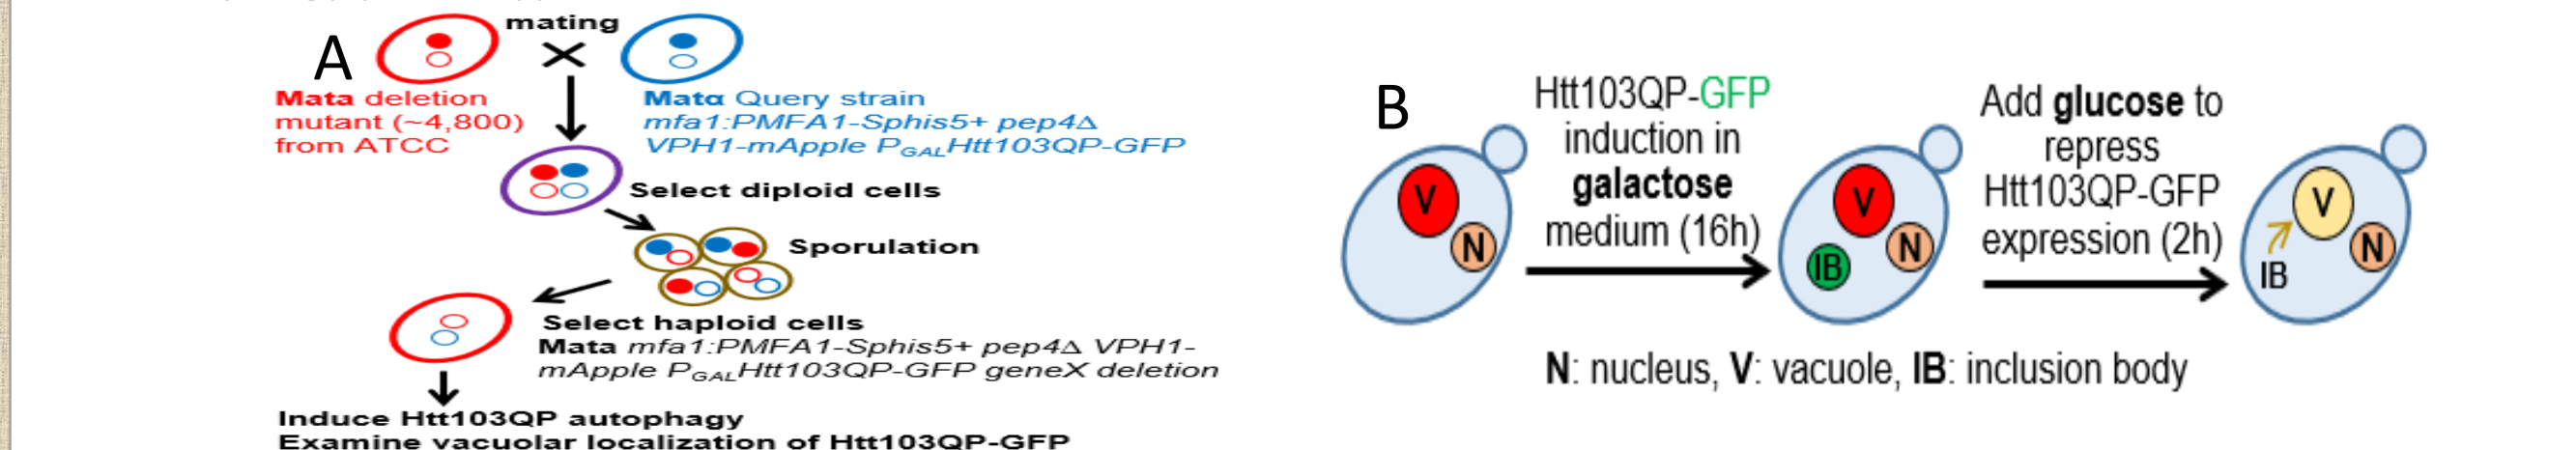 A
mating
Mata deletion
mutant (~4,800)
from ATCC
Matα Query strain
mfa1:PMFA1-Sphis5+ pep4Δ
VPH1-mApple PGALHtt103QP-GFP
Select diploid cells
Sporulation
Select haploid cells
Mata mfa1:PMFA1-Sphis5+ pep4Δ VPH1-
mApple PGALHtt103QP-GFP geneX deletion
Induce Htt103QP autophagy
Examine vacuolar localization of Htt103QP-GFP
B
V
N
Htt103QP-GFP
induction in
galactose
medium (16h)
V
N
IB
Add glucose to
repress
Htt103QP-GFP
expression (2h)
V
N
IB
N: nucleus, V: vacuole, IB: inclusion body